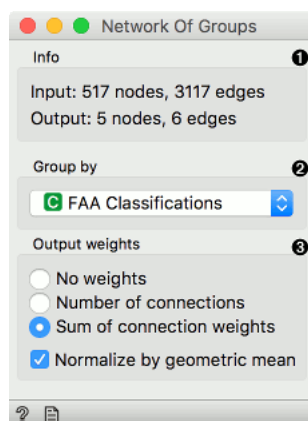 Network Of Groups
Info
❶
Input: 517 nodes, 3117 edges
Output: 5 nodes, 6 edges
Group by
❷
C FAA Classifications
Output weights
❸
No weights
Number of connections
Sum of connection weights
Normalize by geometric mean
?